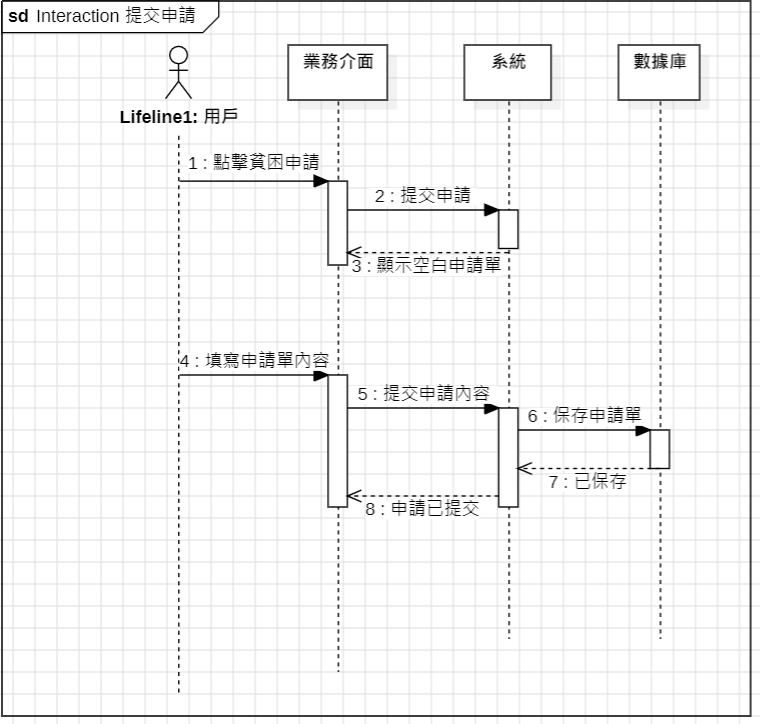 sd Interaction 提交申請
業務介面
系統
數據庫
Lifeline1: 用戶
1 : 點擊貧困申請
2 : 提交申請
3 : 顯示空白申請單
4 : 填寫申請單內容
5 : 提交申請內容
6 : 保存申請單
7 : 已保存
8 : 申請已提交